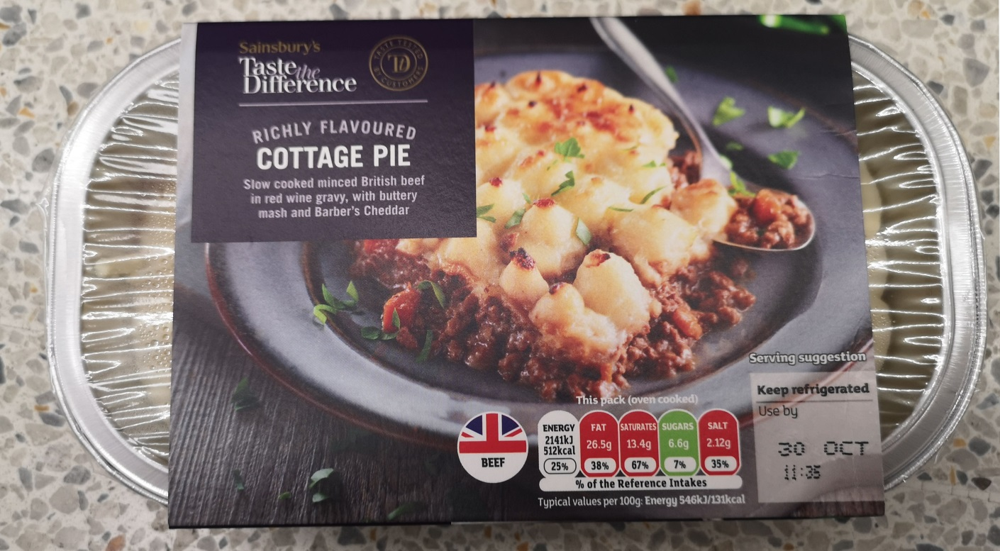 Sainsbury's
Taste the
Difference
TASTE TESTED
TD
BY CUSTOMERS
RICHLY FLAVOURED
COTTAGE PIE
Slow cooked minced British beef
in red wine gravy, with buttery
mash and Barber's Cheddar
Serving suggestion
Keep refrigerated
Use by
30 OCT
11:35
This pack (oven cooked)
BEEF
ENERGY
2141kJ
512kcal
25%
FAT
26.5g
38%
SATURATES
13.4g
67%
SUGARS
6.6g
7%
SALT
2.12g
35%
% of the Reference Intakes
Typical values per 100g: Energy 546kJ/131kcal